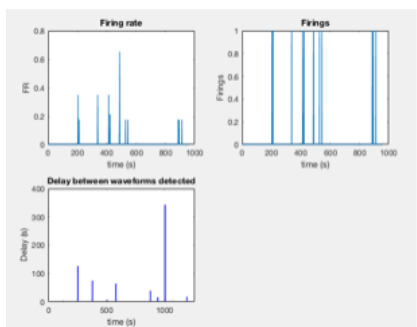 Firing rate
0.8
0.6
0.4
0.2
0
FR
0 200 400 600 800 1000
time (s)
Firings
1
0.8
0.6
0.4
0.2
0
Firings
0 200 400 600 800 1000
time (s)
Delay between waveforms detected
400
300
200
100
0
Delay (s)
0 500 1000
time (s)